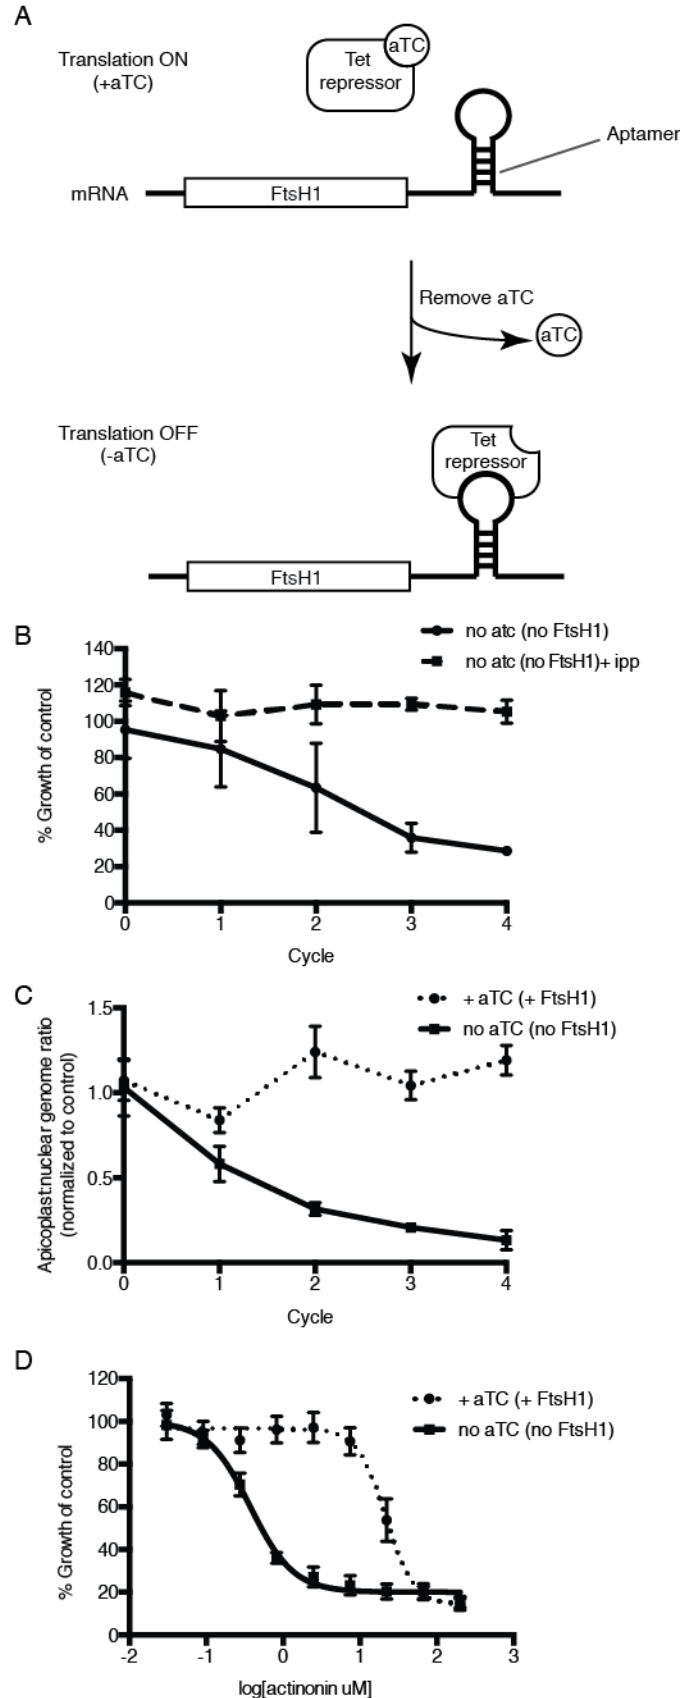 A
Translation ON
(+aTC)
aTC
Tet
repressor
Aptamer
mRNA
FtsH1
Remove aTC
aTC
Translation OFF
(-aTC)
Tet
repressor
FtsH1
B
no atc (no FtsH1)
no atc (no FtsH1)+ ipp
140
120
100
80
60
40
20
0
% Growth of control
0 1 2 3 4
Cycle
C
+ aTC (+ FtsH1)
no aTC (no FtsH1)
1.5
1.0
0.5
0.0
Apicoplast:nuclear genome ratio
(normalized to control)
0 1 2 3 4
Cycle
D
+ aTC (+ FtsH1)
no aTC (no FtsH1)
120
100
80
60
40
20
0
% Growth of control
-2 -1 0 1 2 3
log[actinonin uM]